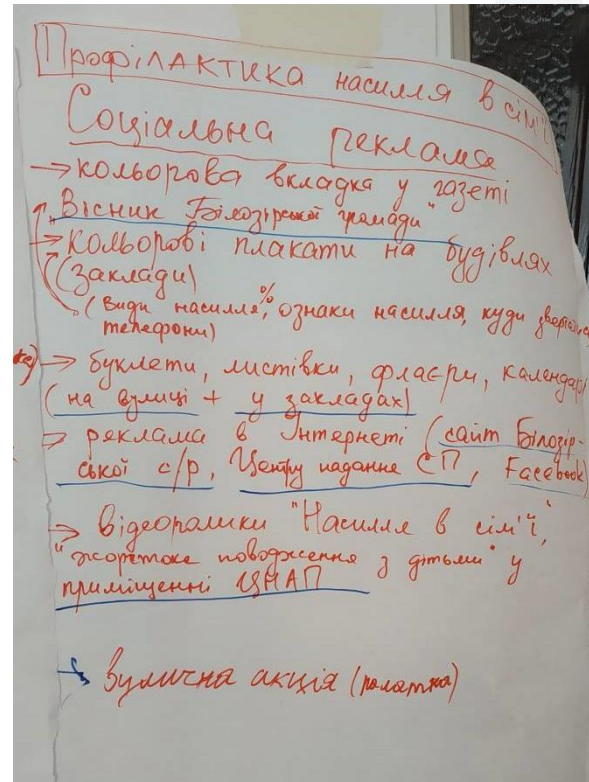 Профілактика насилля в сім'ї
Соціальна реклама
→ кольорова вкладка у газеті
"Вісник Білозірської громади"
→ Кольорові плакати на будівлях
(заклади)
(види насилля, %, ознаки насилля, куди
телефони)
→ буклети, листівки, флаєри, календарі
(на вулиці + у закладах)
→ реклама в Інтернеті (сайт Білозір-
ської с/р, Центру надання СП, Facebook)
→ відеоролики "Насилля в сім'ї",
"жорстоке поводження з дітьми" у
приміщенні ЦНАП
→ вулична акція (палатка)